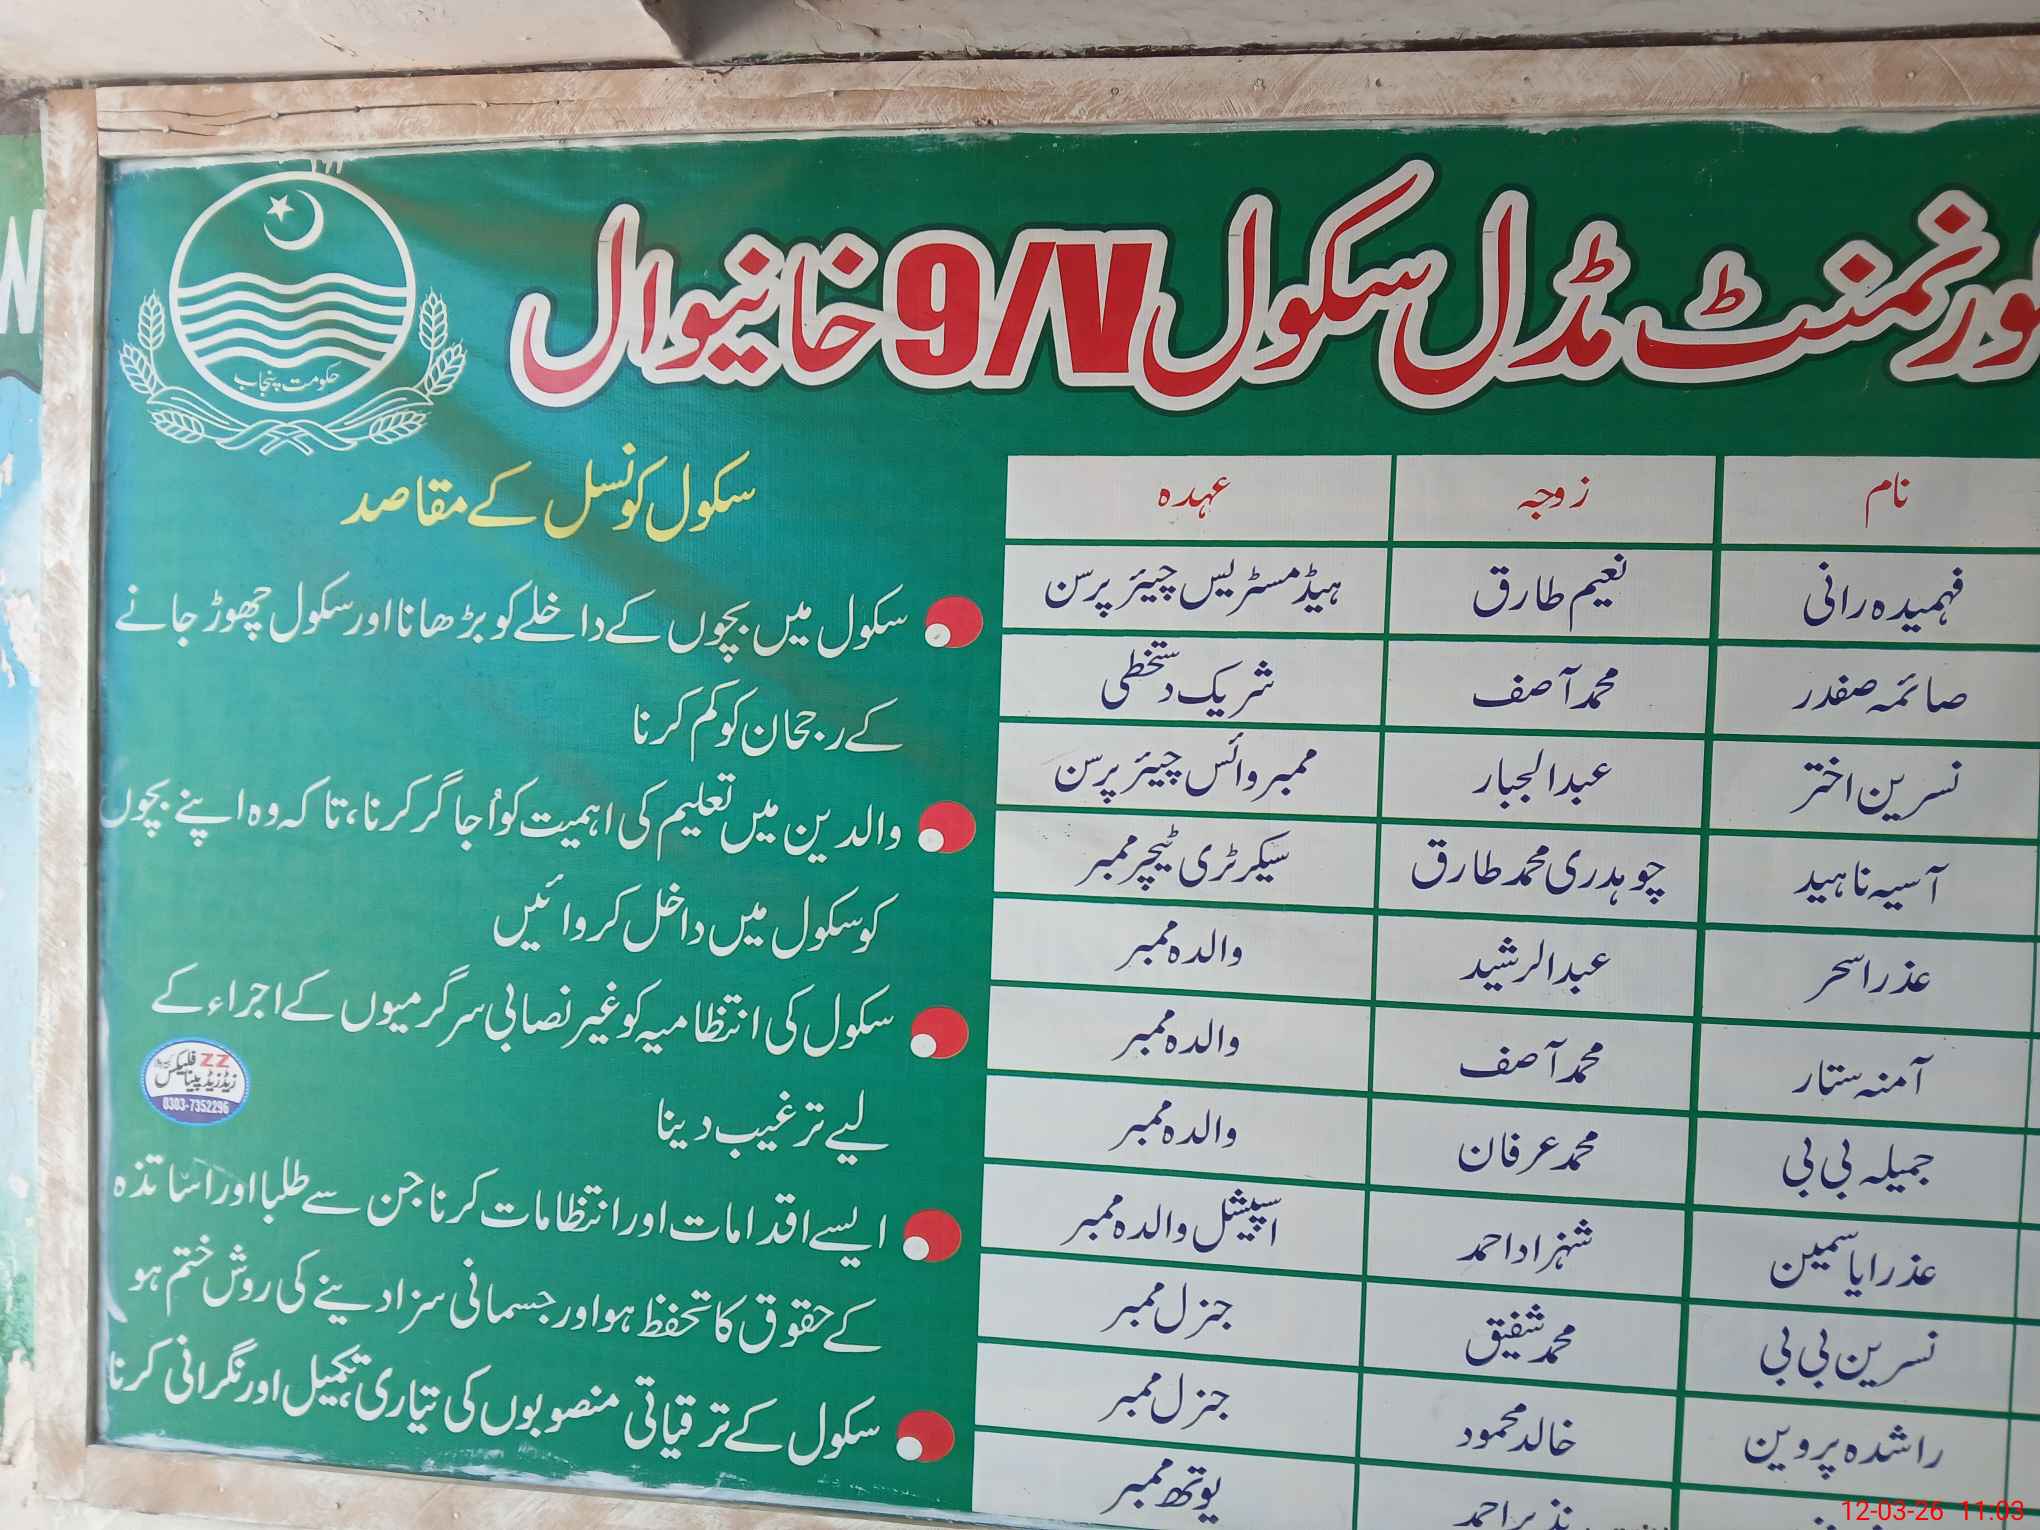 ورنمنٹ مڈل سکول 9/V خانیوال
حکومت پنجاب
نام زوجہ عہدہ
فہمیدہ رانی نعیم طارق ہیڈ مسٹریس چیئر پرسن
صائمہ صفدر محمد آصف شریک دستخطی
نسرین اختر عبدالجبار ممبر وائس چیئر پرسن
آسیہ ناہید چوہدری محمد طارق سیکرٹری ٹیچر ممبر
عذرا سحر عبدالرشید والدہ ممبر
آمنہ ستار محمد آصف والدہ ممبر
جمیلہ بی بی محمد عرفان والدہ ممبر
عذرا یاسمین شہزاد احمد اسپیشل والدہ ممبر
نسرین بی بی محمد شفیق جنرل ممبر
راشدہ پروین خالد محمود جنرل ممبر
نذیر احمد یوتھ ممبر
سکول کونسل کے مقاصد
سکول میں بچوں کے داخلے کو بڑھانا اور سکول چھوڑ جانے
کے رجحان کو کم کرنا
والدین میں تعلیم کی اہمیت کو اُجاگر کرنا، تاکہ وہ اپنے بچوں
کو سکول میں داخل کروائیں
سکول کی انتظامیہ کو غیر نصابی سرگرمیوں کے اجراء کے
لیے ترغیب دینا
ایسے اقدامات اور انتظامات کرنا جن سے طلبا اور اساتذہ
کے حقوق کا تحفظ ہو اور جسمانی سزا دینے کی روش ختم ہو
سکول کے ترقیاتی منصوبوں کی تیاری، تکمیل اور نگرانی کرنا
ZZ فلیکس
زیڈ زیڈ پینا
0303-7352296
12-03-26 11:03